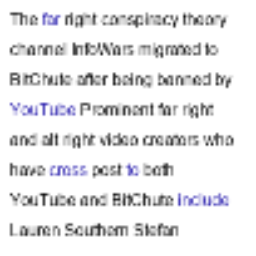 The far right conspiracy theory
channel InfoWars migrated to
BitChute after being banned by
YouTube Prominent far right
and alt right video creators who
have cross post to both
YouTube and BitChute include
Lauren Southern Stefan